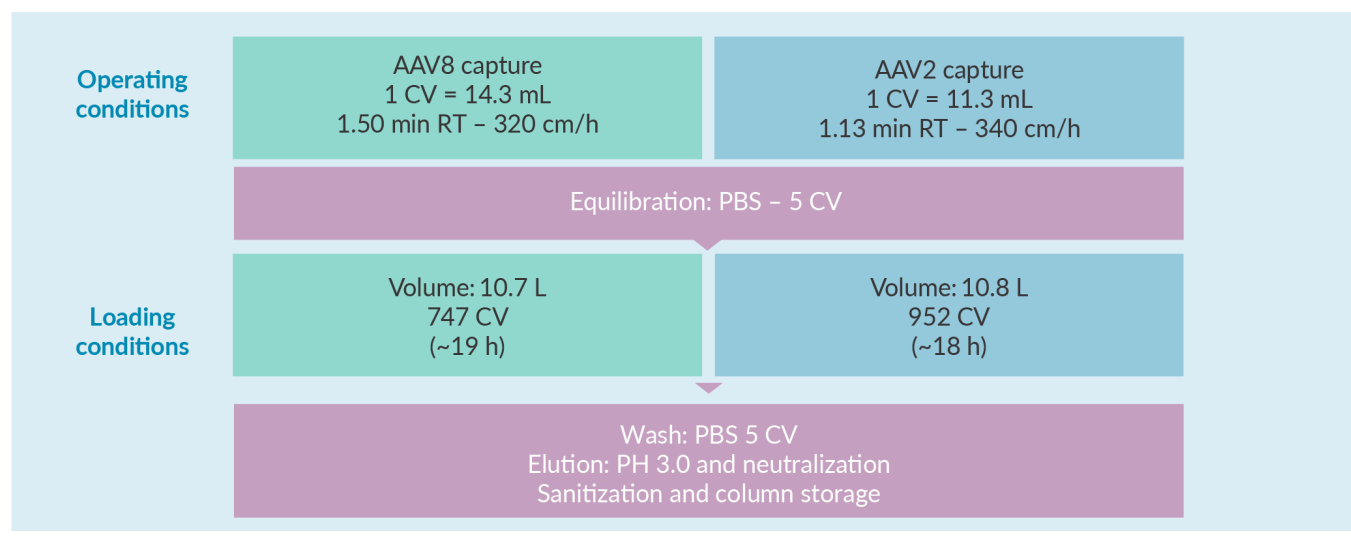 Operating
conditions
AAV8 capture
1 CV = 14.3 mL
1.50 min RT – 320 cm/h
AAV2 capture
1 CV = 11.3 mL
1.13 min RT – 340 cm/h
Equilibration: PBS – 5 CV
Loading
conditions
Volume: 10.7 L
747 CV
(~19 h)
Volume: 10.8 L
952 CV
(~18 h)
Wash: PBS 5 CV
Elution: PH 3.0 and neutralization
Sanitization and column storage